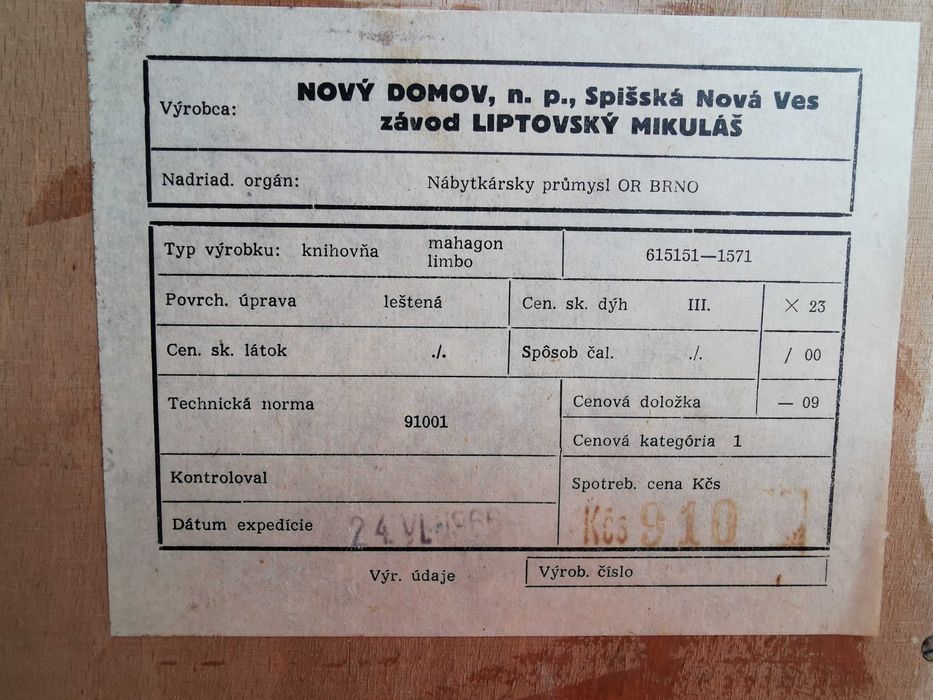 Výrobca: NOVÝ DOMOV, n. p., Spišská Nová Ves
závod LIPTOVSKÝ MIKULÁŠ
Nadriad. orgán: Nábytkársky průmysl OR BRNO
Typ výrobku: knihovňa mahagon limbo 615151—1571
Povrch. úprava leštená Cen. sk. dýh III. × 23
Cen. sk. látok ./. Spôsob čal. ./. / 00
Technická norma 91001 Cenová doložka — 09
Cenová kategória 1
Kontroloval Spotreb. cena Kčs
Dátum expedície 24. VI. 1966 Kčs 910
Výr. údaje Výrob. číslo